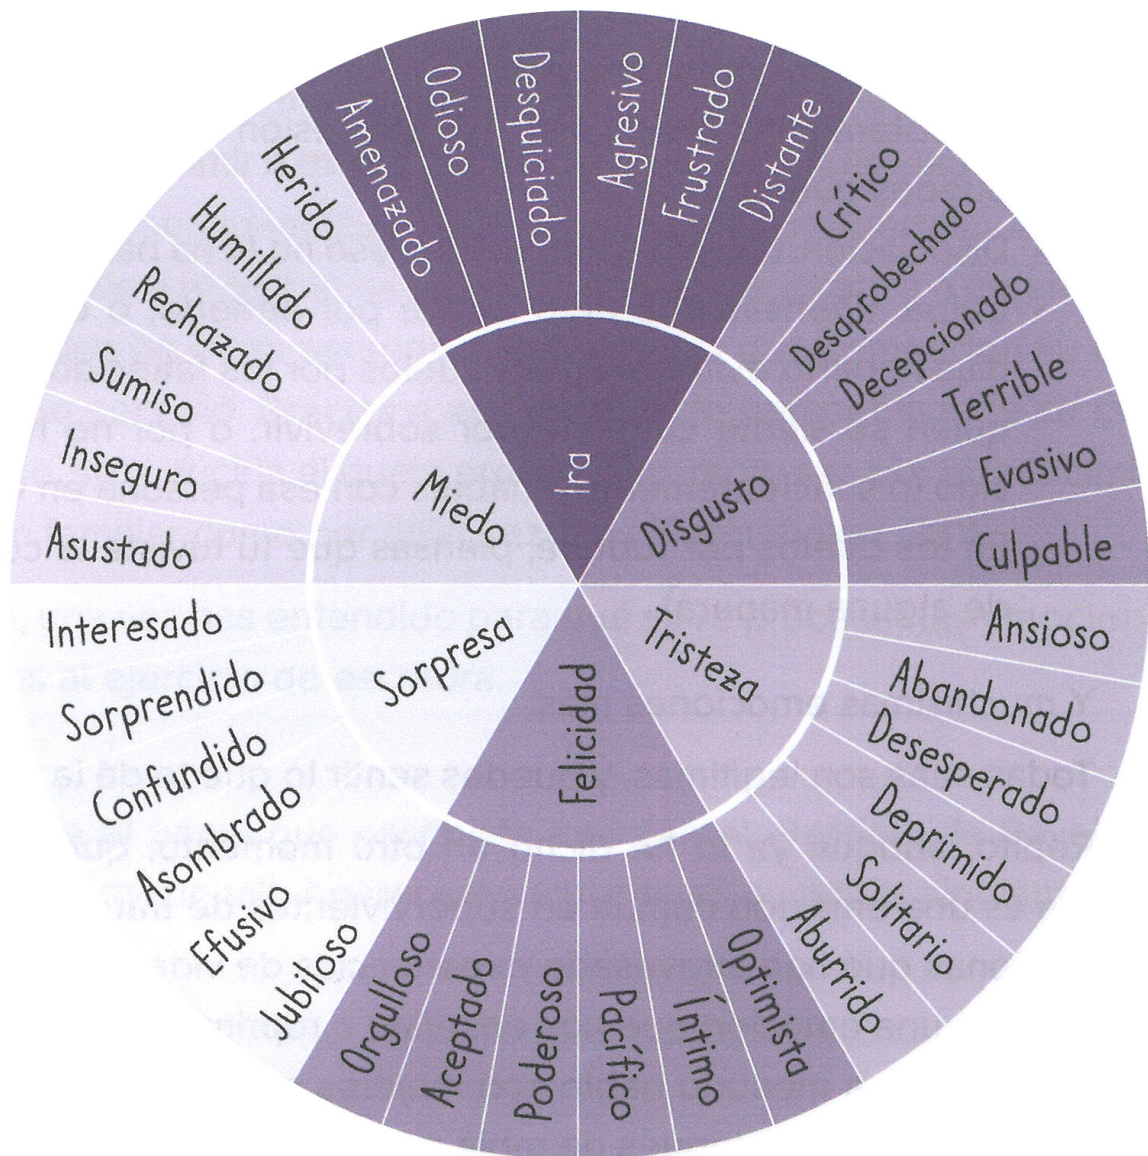 Ira
Disgusto
Tristeza
Felicidad
Sorpresa
Miedo
Amenazado
Odioso
Desquiciado
Agresivo
Frustrado
Distante
Crítico
Desaprobechado
Decepcionado
Terrible
Evasivo
Culpable
Ansioso
Abandonado
Desesperado
Deprimido
Solitario
Aburrido
Optimista
Íntimo
Pacífico
Poderoso
Aceptado
Orgulloso
Jubiloso
Efusivo
Asombrado
Confundido
Sorprendido
Interesado
Asustado
Inseguro
Sumiso
Rechazado
Humillado
Herido